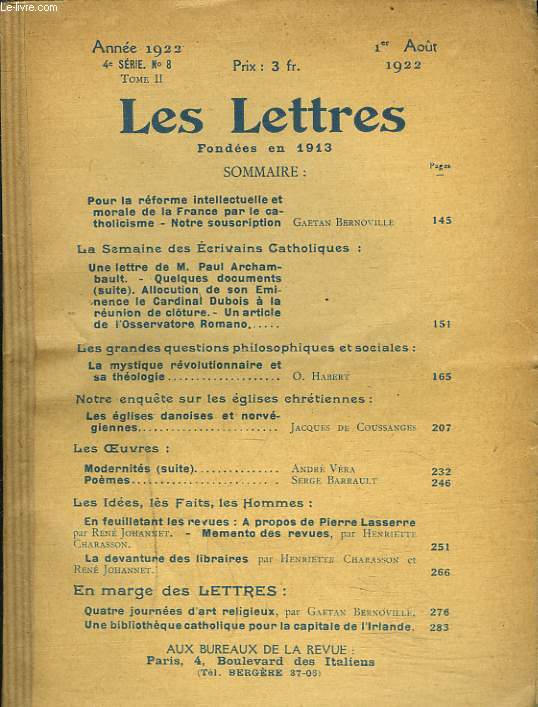 Le-livre.com
Année 1922
4e SÉRIE. No 8
TOME II
Prix : 3 fr.
1er Août
1922
Les Lettres
Fondées en 1913
SOMMAIRE :
Pages
Pour la réforme intellectuelle et
morale de la France par le ca-
tholicisme - Notre souscription GAETAN BERNOVILLE 145
La Semaine des Écrivains Catholiques :
Une lettre de M. Paul Archam-
bault. - Quelques documents
(suite). Allocution de son Emi-
nence le Cardinal Dubois à la
réunion de clôture. - Un article
de l'Osservatore Romano..... 151
Les grandes questions philosophiques et sociales :
La mystique révolutionnaire et
sa théologie................... O. HABERT 165
Notre enquête sur les églises chrétiennes :
Les églises danoises et norvé-
giennes....................... JACQUES DE COUSSANGES 207
Les Œuvres :
Modernités (suite).............. ANDRÉ VÉRA 232
Poèmes........................ SERGE BARRAULT 246
Les Idées, lès Faits, les Hommes :
En feuilletant les revues : A propos de Pierre Lasserre
par RENÉ JOHANNET. - Memento des revues, par HENRIETTE
CHARASSON. 251
La devanture des libraires par HENRIETTE CHARASSON et
RENÉ JOHANNET. 266
En marge des LETTRES :
Quatre journées d'art religieux, par GAETAN BERNOVILLE. 276
Une bibliothèque catholique pour la capitale de l'Irlande. 283
AUX BUREAUX DE LA REVUE :
Paris, 4, Boulevard des Italiens
(Tél. BERGÈRE 37-05)